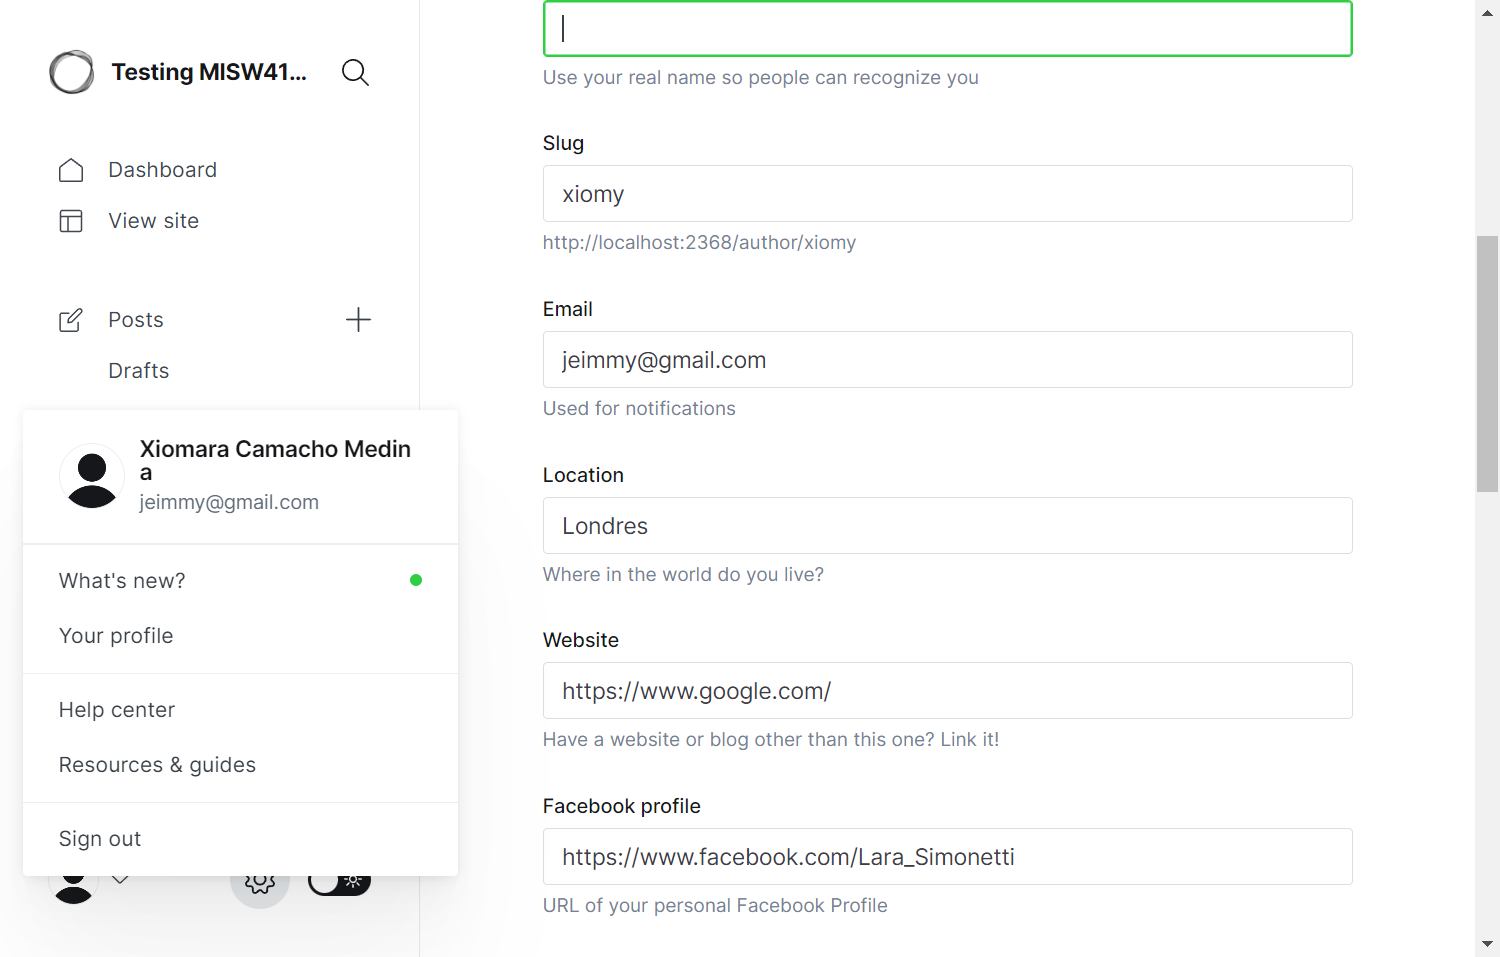 Testing MISW41...
Dashboard
View site
Posts
Drafts
Xiomara Camacho Medin
a
jeimmy@gmail.com
What's new?
Your profile
Help center
Resources & guides
Sign out
Use your real name so people can recognize you
Slug
xiomy
http://localhost:2368/author/xiomy
Email
jeimmy@gmail.com
Used for notifications
Location
Londres
Where in the world do you live?
Website
https://www.google.com/
Have a website or blog other than this one? Link it!
Facebook profile
https://www.facebook.com/Lara_Simonetti
URL of your personal Facebook Profile